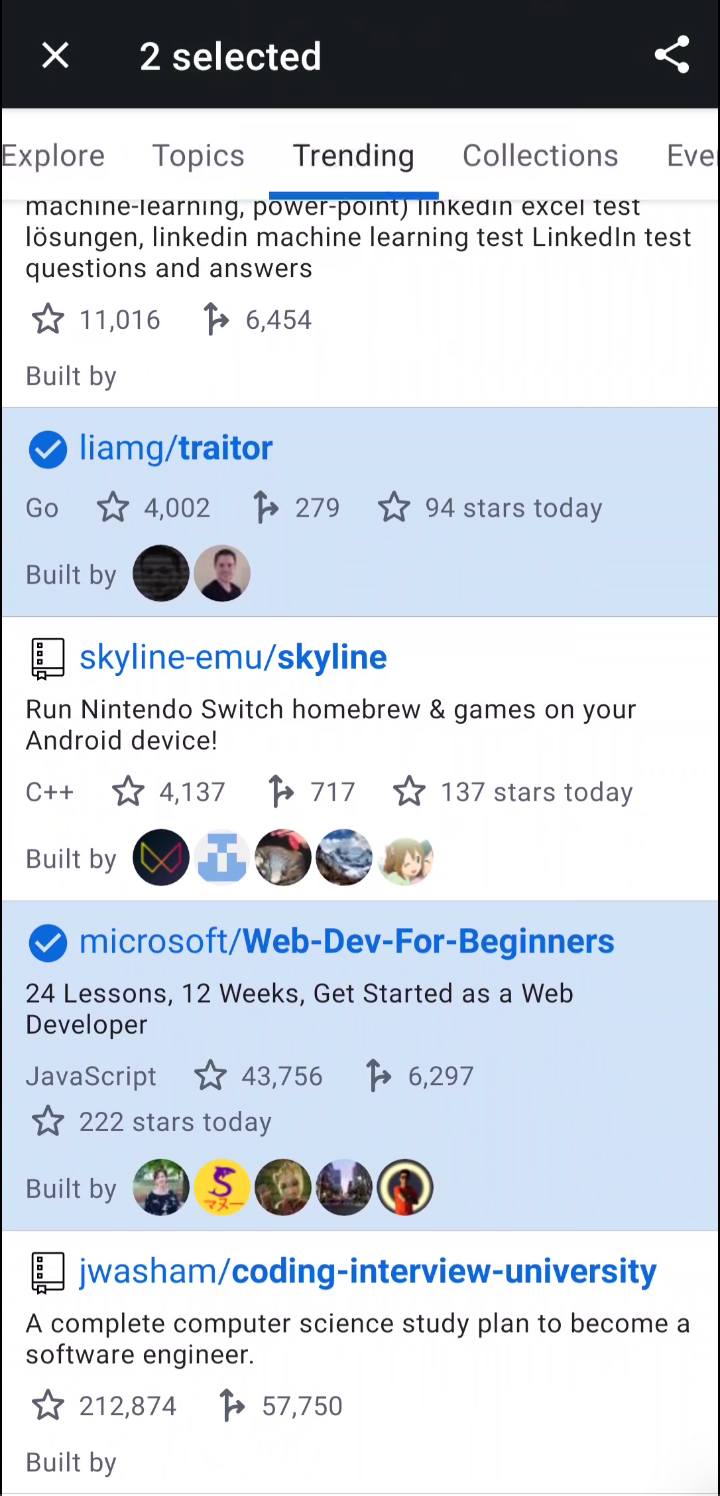 2 selected
Explore Topics Trending Collections Eve
machine-learning, power-point) linkedin excel test
lösungen, linkedin machine learning test LinkedIn test
questions and answers
11,016 6,454
Built by
liamg/traitor
Go 4,002 279 94 stars today
Built by
skyline-emu/skyline
Run Nintendo Switch homebrew & games on your
Android device!
C++ 4,137 717 137 stars today
Built by
microsoft/Web-Dev-For-Beginners
24 Lessons, 12 Weeks, Get Started as a Web
Developer
JavaScript 43,756 6,297
222 stars today
Built by
S
マヌー
jwasham/coding-interview-university
A complete computer science study plan to become a
software engineer.
212,874 57,750
Built by